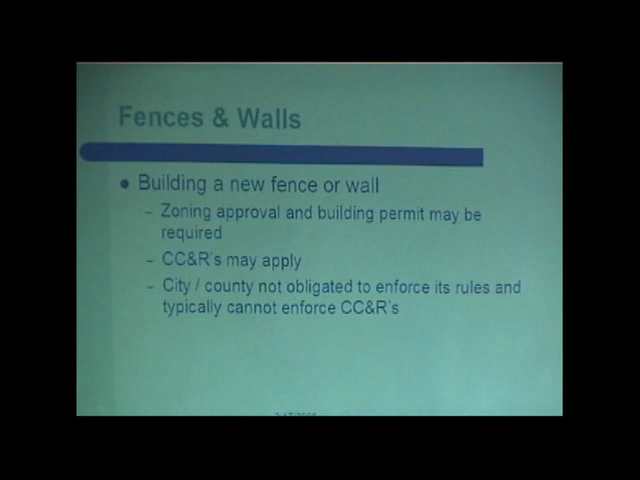 Fences & Walls
• Building a new fence or wall
– Zoning approval and building permit may be
required
– CC&R's may apply
– City / county not obligated to enforce its rules and
typically cannot enforce CC&R's